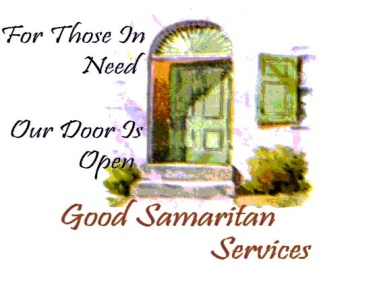 For Those In
Need
Our Door Is
Open
Good Samaritan
Services